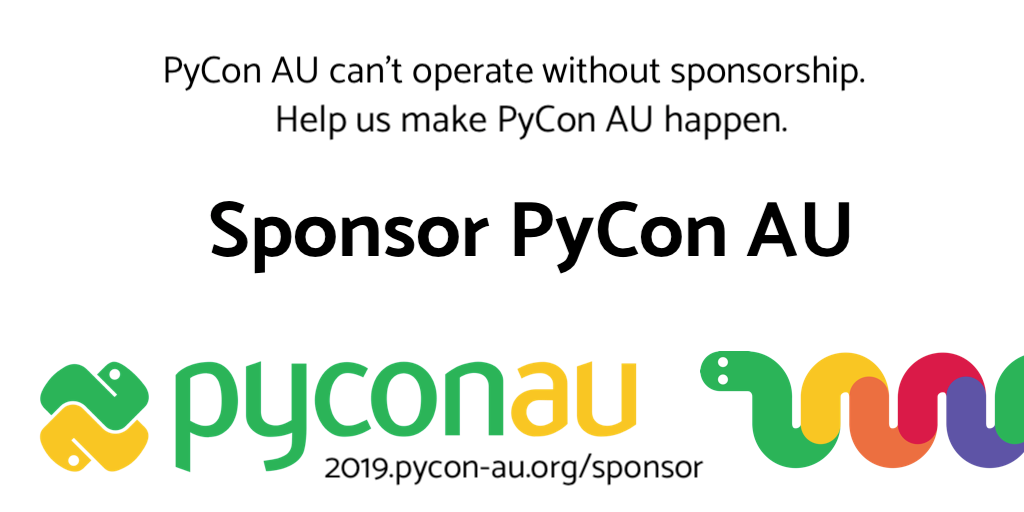 PyCon AU can't operate without sponsorship.
Help us make PyCon AU happen.
Sponsor PyCon AU
pyconau
2019.pycon-au.org/sponsor